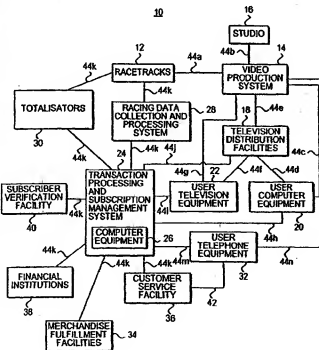 10
16
STUDIO
12
44a
44b
14
44k
RACETRACKS
VIDEO PRODUCTION SYSTEM
44k
18
44e
TOTALISATORS
RACING DATA COLLECTION AND PROCESSING SYSTEM
28
TELEVISION DISTRIBUTION FACILITIES
30
44k
24
44k
44j
44c
44g
22
44f
44d
TRANSACTION PROCESSING AND SUBSCRIPTION MANAGEMENT SYSTEM
USER TELEVISION EQUIPMENT
USER COMPUTER EQUIPMENT
SUBSCRIBER VERIFICATION FACILITY
44k
44l
40
44h
20
COMPUTER EQUIPMENT
26
USER TELEPHONE EQUIPMENT
44k
44k
44k
44m
44n
32
FINANCIAL INSTITUTIONS
CUSTOMER SERVICE FACILITY
38
36
42
MERCHANDISE FULFILLMENT FACILITIES
34